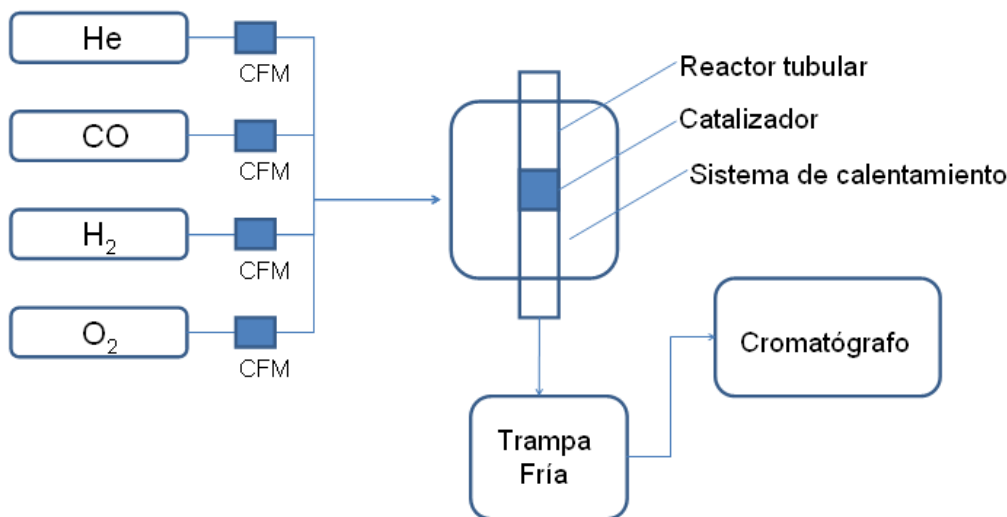 He
CFM
CO
CFM
H₂
CFM
O₂
CFM
Reactor tubular
Catalizador
Sistema de calentamiento
Trampa
Fría
Cromatógrafo